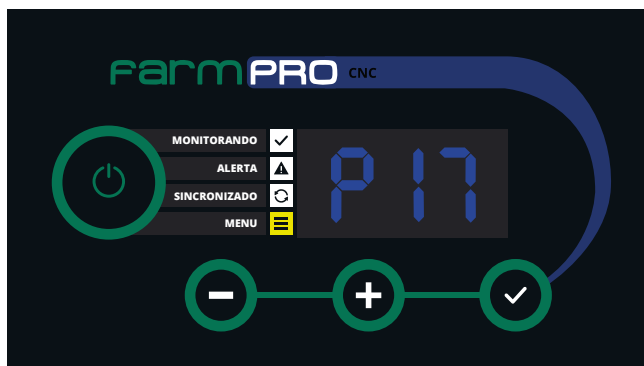 farmPRO CNC
MONITORANDO
ALERTA
SINCRONIZADO
MENU
P17